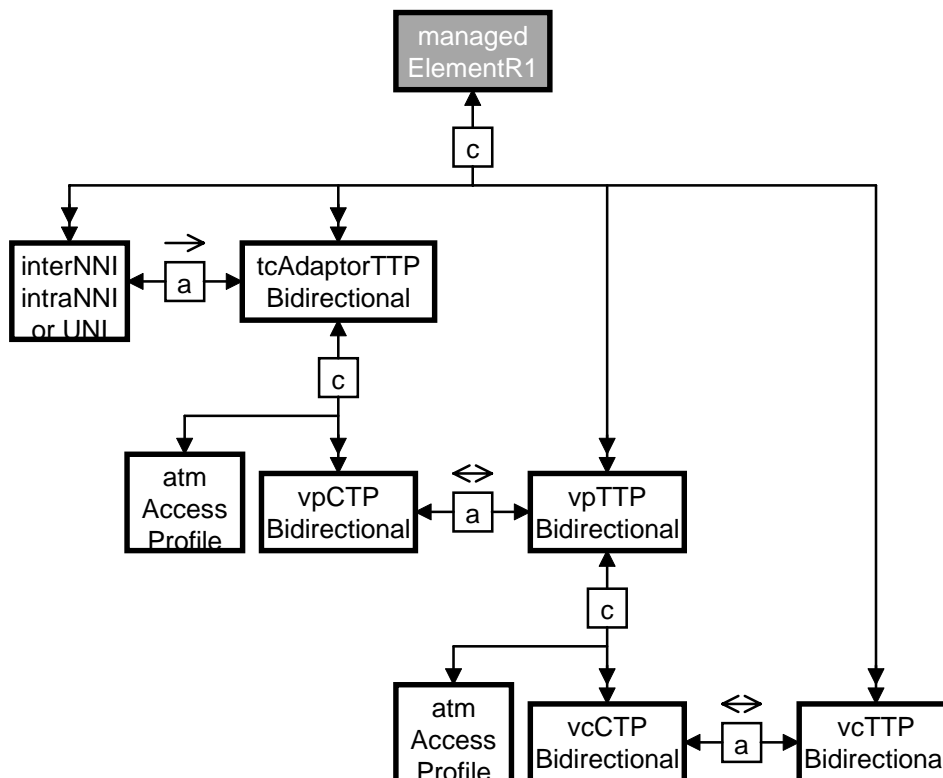 managed
ElementR1
c
interNNI
intraNNI
or UNI
a
tcAdaptorTTP
Bidirectional
c
atm
Access
Profile
vpCTP
Bidirectional
a
vpTTP
Bidirectional
c
atm
Access
Profile
vcCTP
Bidirectional
a
vcTTP
Bidirectional